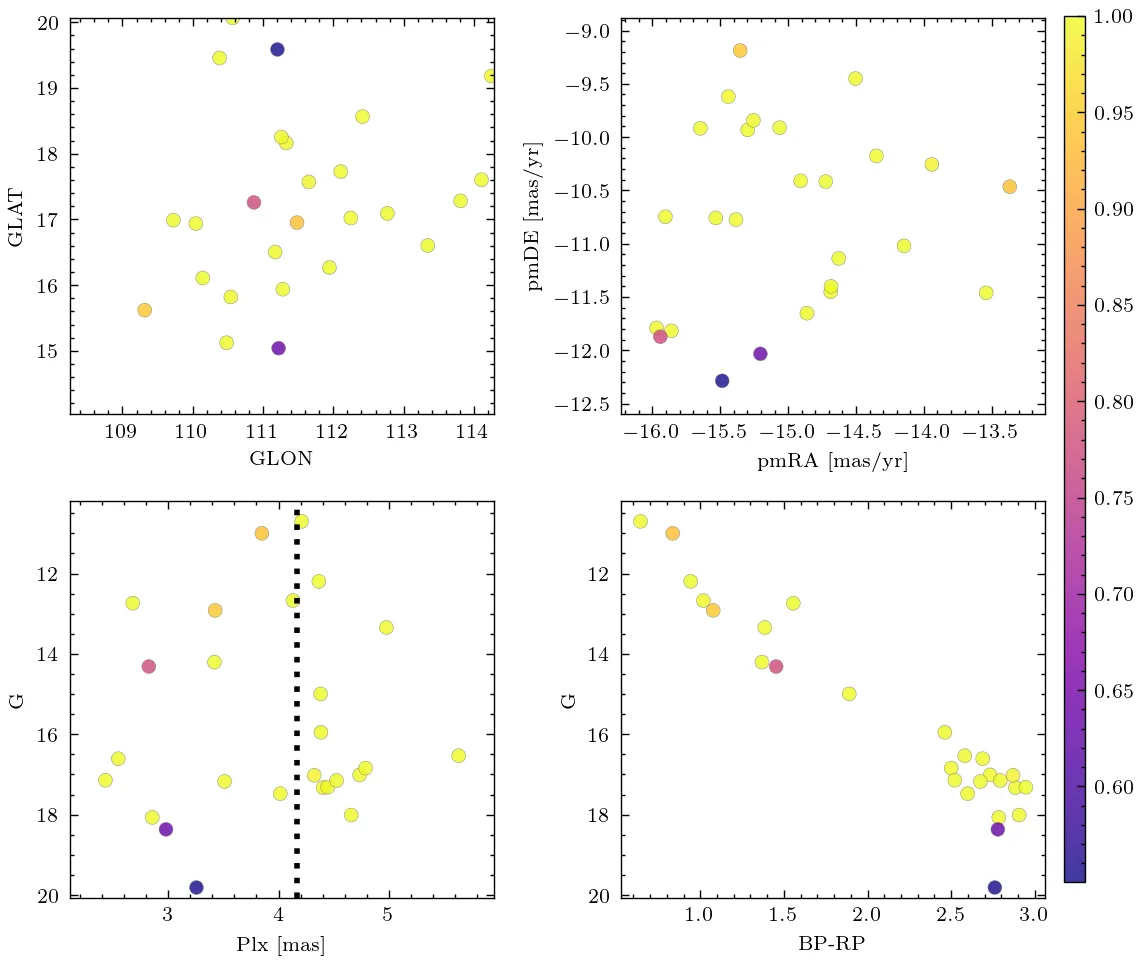 20
19
18
17
16
15
GLAT
109 110 111 112 113 114
GLON
−9.0
−9.5
−10.0
−10.5
−11.0
−11.5
−12.0
−12.5
pmDE [mas/yr]
−16.0 −15.5 −15.0 −14.5 −14.0 −13.5
pmRA [mas/yr]
12
14
16
18
20
G
3 4 5
Plx [mas]
12
14
16
18
20
G
1.0 1.5 2.0 2.5 3.0
BP-RP
1.00
0.95
0.90
0.85
0.80
0.75
0.70
0.65
0.60